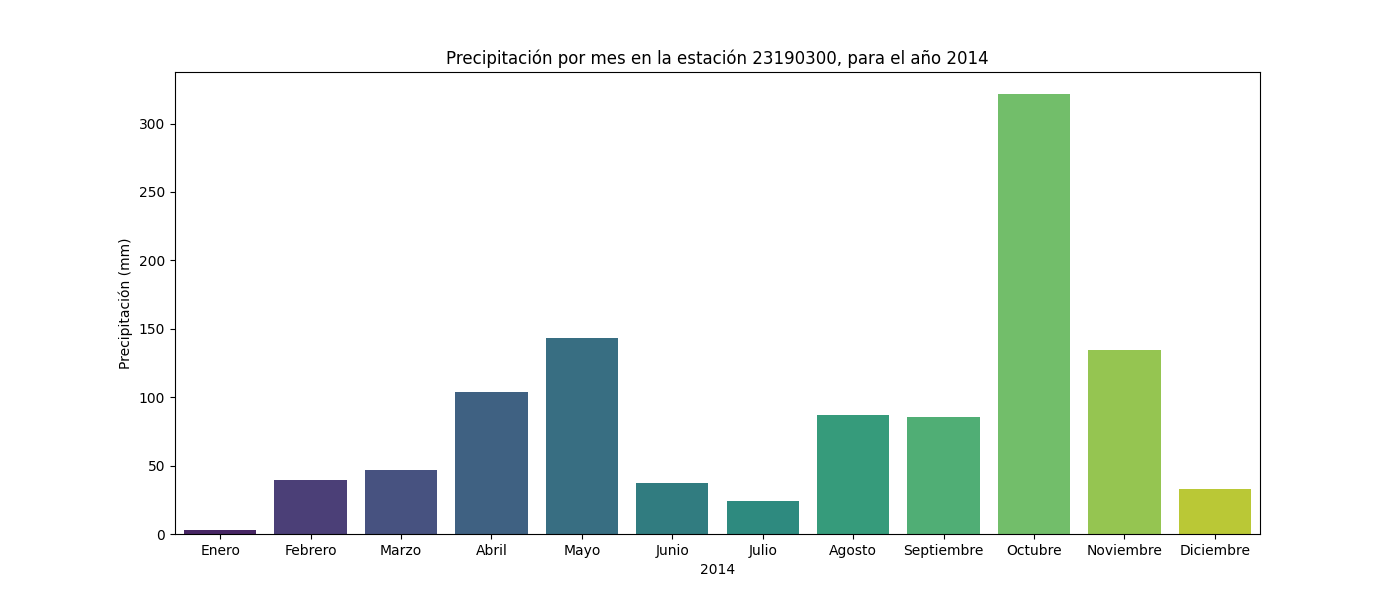 Precipitación por mes en la estación 23190300, para el año 2014
Precipitación (mm)
300
250
200
150
100
50
0
Enero Febrero Marzo Abril Mayo Junio Julio Agosto Septiembre Octubre Noviembre Diciembre
2014